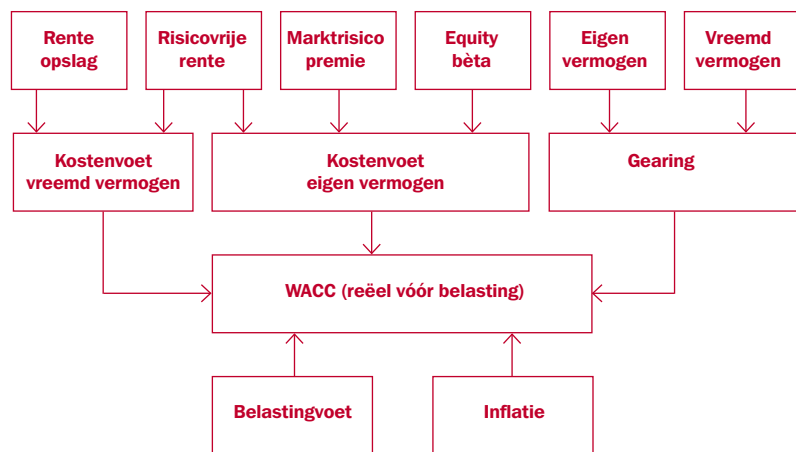 Rente
opslag
Risicovrije
rente
Marktrisico
premie
Equity
bèta
Eigen
vermogen
Vreemd
vermogen
Kostenvoet
vreemd vermogen
Kostenvoet
eigen vermogen
Gearing
WACC (reëel vóór belasting)
Belastingvoet
Inflatie